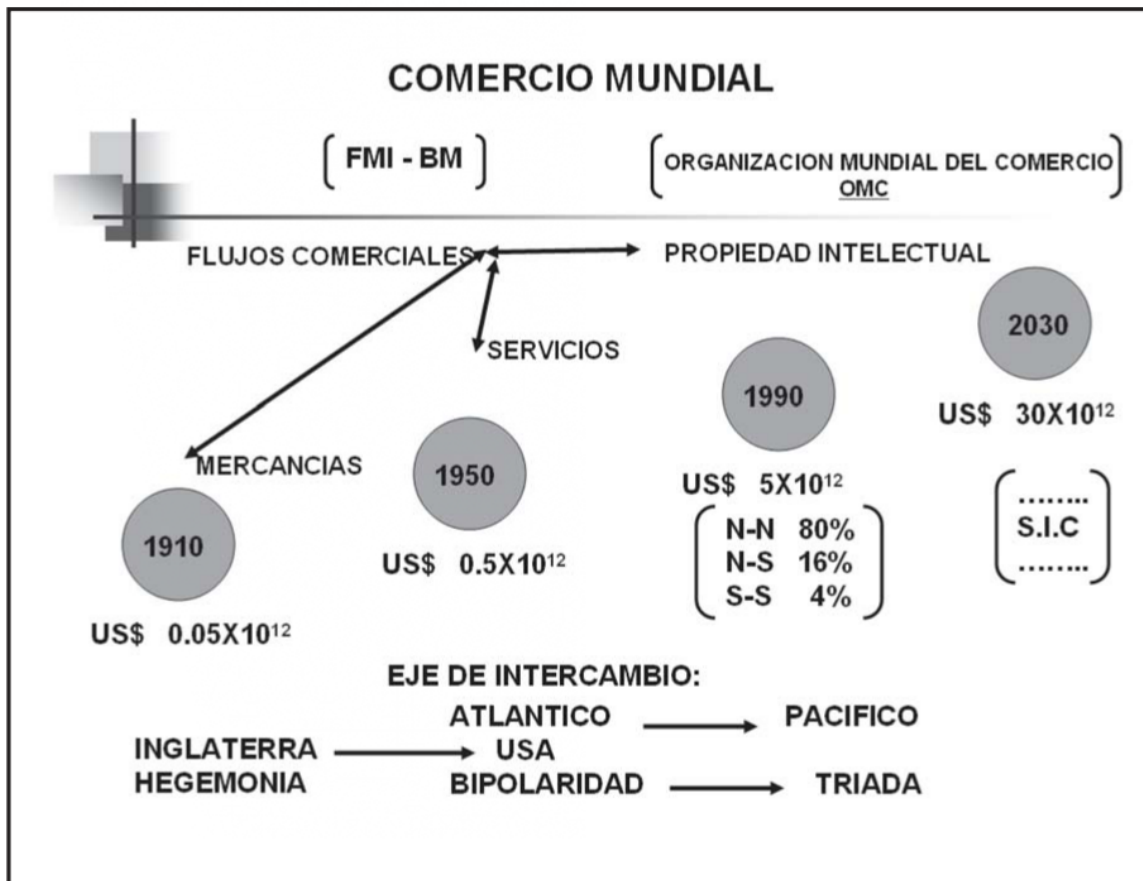 COMERCIO MUNDIAL
FMI - BM
ORGANIZACION MUNDIAL DEL COMERCIO
OMC
FLUJOS COMERCIALES
PROPIEDAD INTELECTUAL
SERVICIOS
MERCANCIAS
1910
US$ 0.05X10¹²
1950
US$ 0.5X10¹²
1990
US$ 5X10¹²
N-N 80%
N-S 16%
S-S 4%
2030
US$ 30X10¹²
……..
S.I.C
……..
EJE DE INTERCAMBIO:
ATLANTICO PACIFICO
INGLATERRA USA
HEGEMONIA BIPOLARIDAD TRIADA